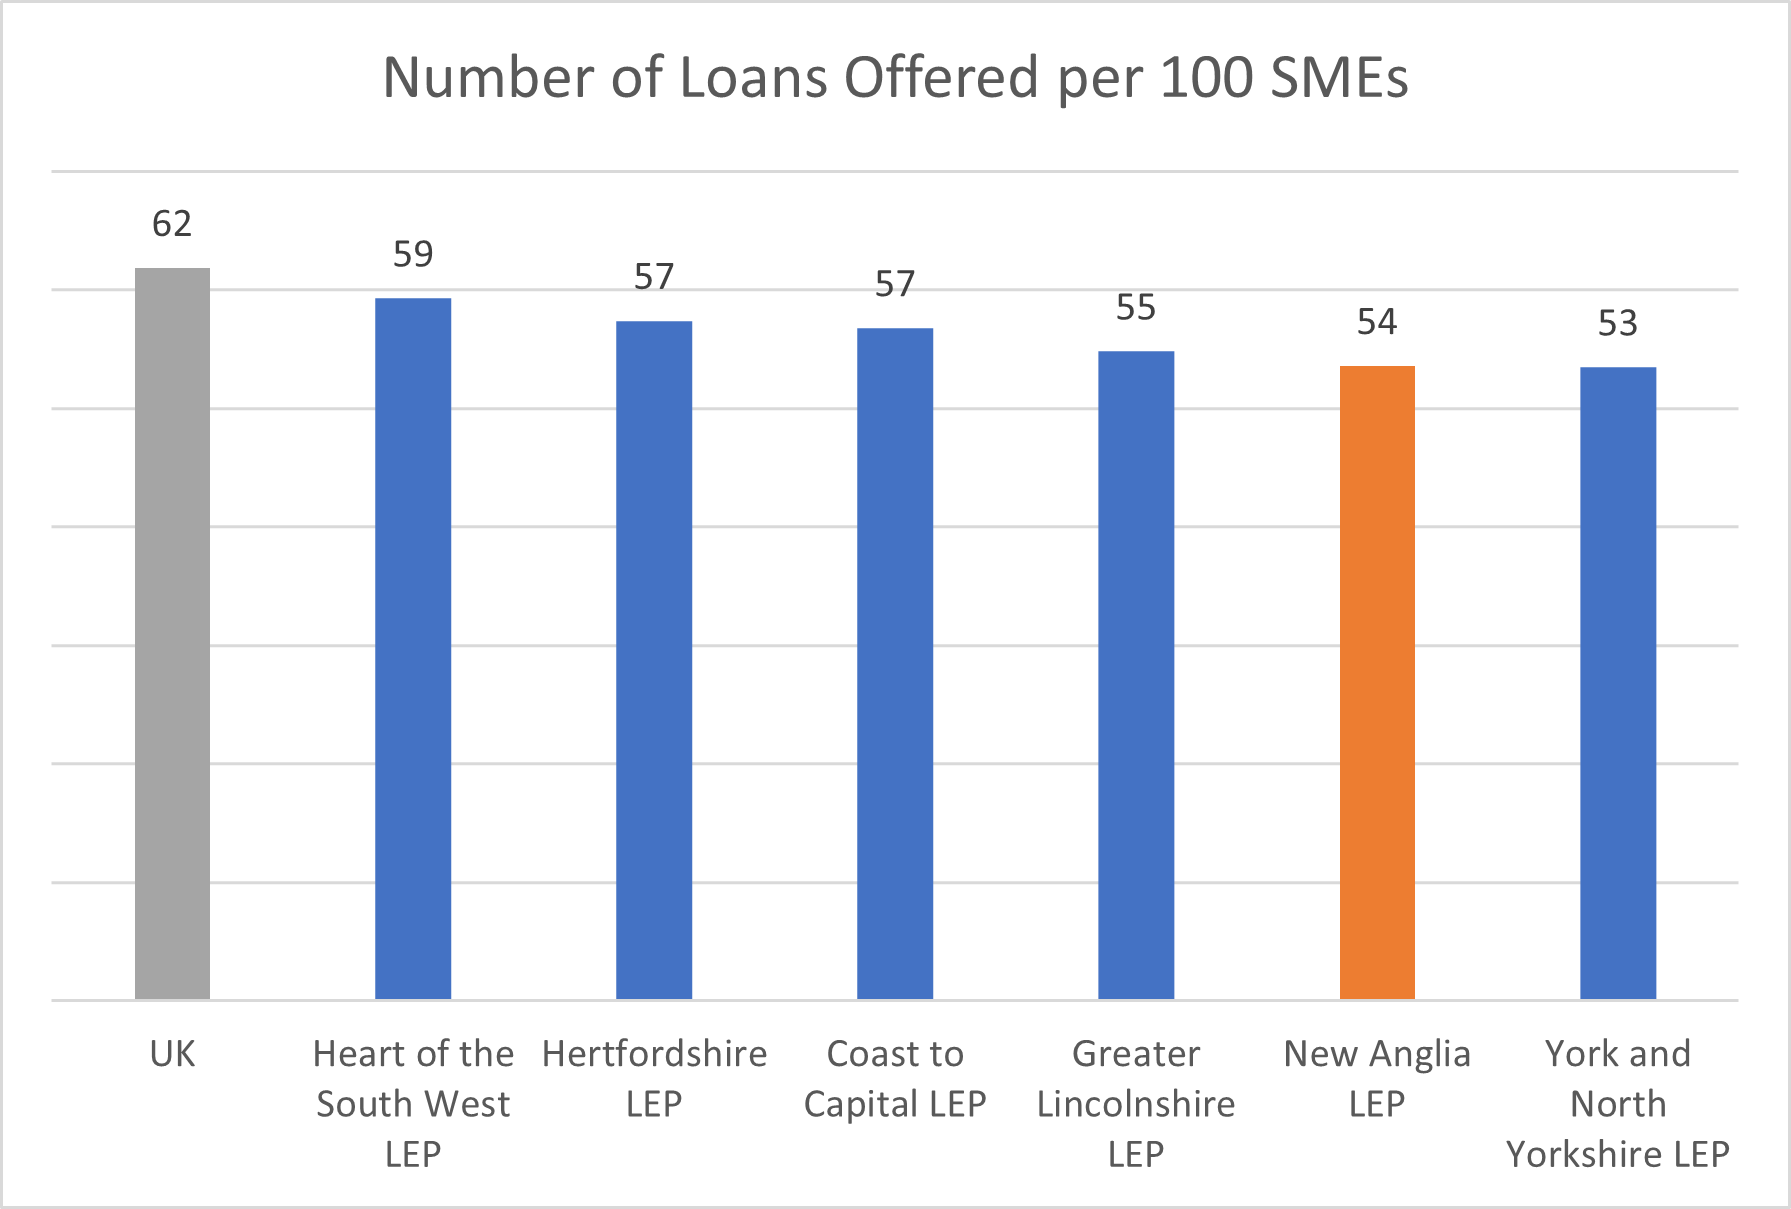 Number of Loans Offered per 100 SMEs
62
59
57
57
55
54
53
UK
Heart of the
South West
LEP
Hertfordshire
LEP
Coast to
Capital LEP
Greater
Lincolnshire
LEP
New Anglia
LEP
York and
North
Yorkshire LEP